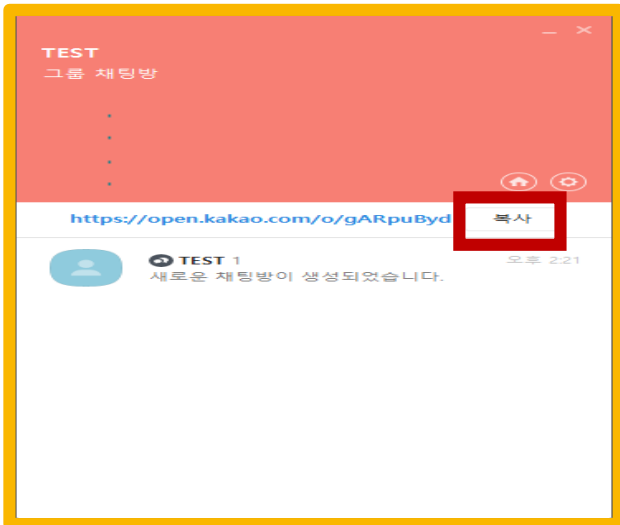 TEST
그룹 채팅방
https://open.kakao.com/o/gARpuByd 복사
TEST 1 오후 2:21
새로운 채팅방이 생성되었습니다.